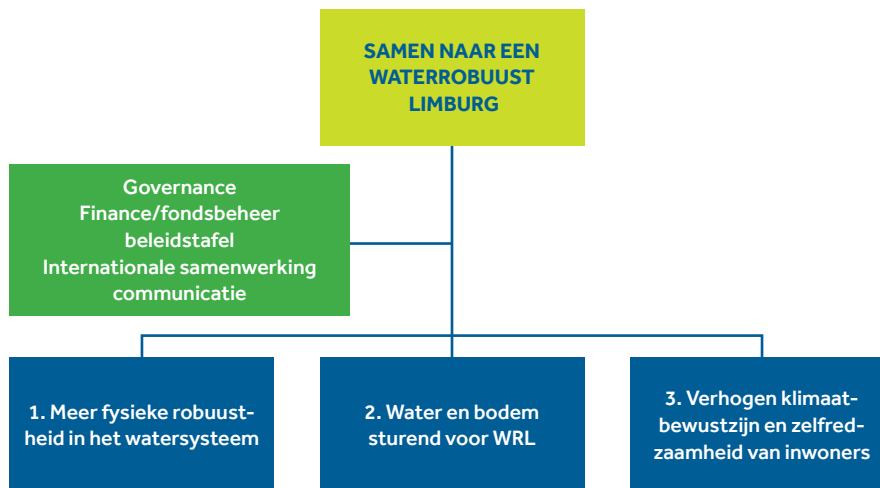 SAMEN NAAR EEN
WATERROBUUST
LIMBURG
Governance
Finance/fondsbeheer
beleidstafel
Internationale samenwerking
communicatie
1. Meer fysieke robuust-
heid in het watersysteem
2. Water en bodem
sturend voor WRL
3. Verhogen klimaat-
bewustzijn en zelfred-
zaamheid van inwoners